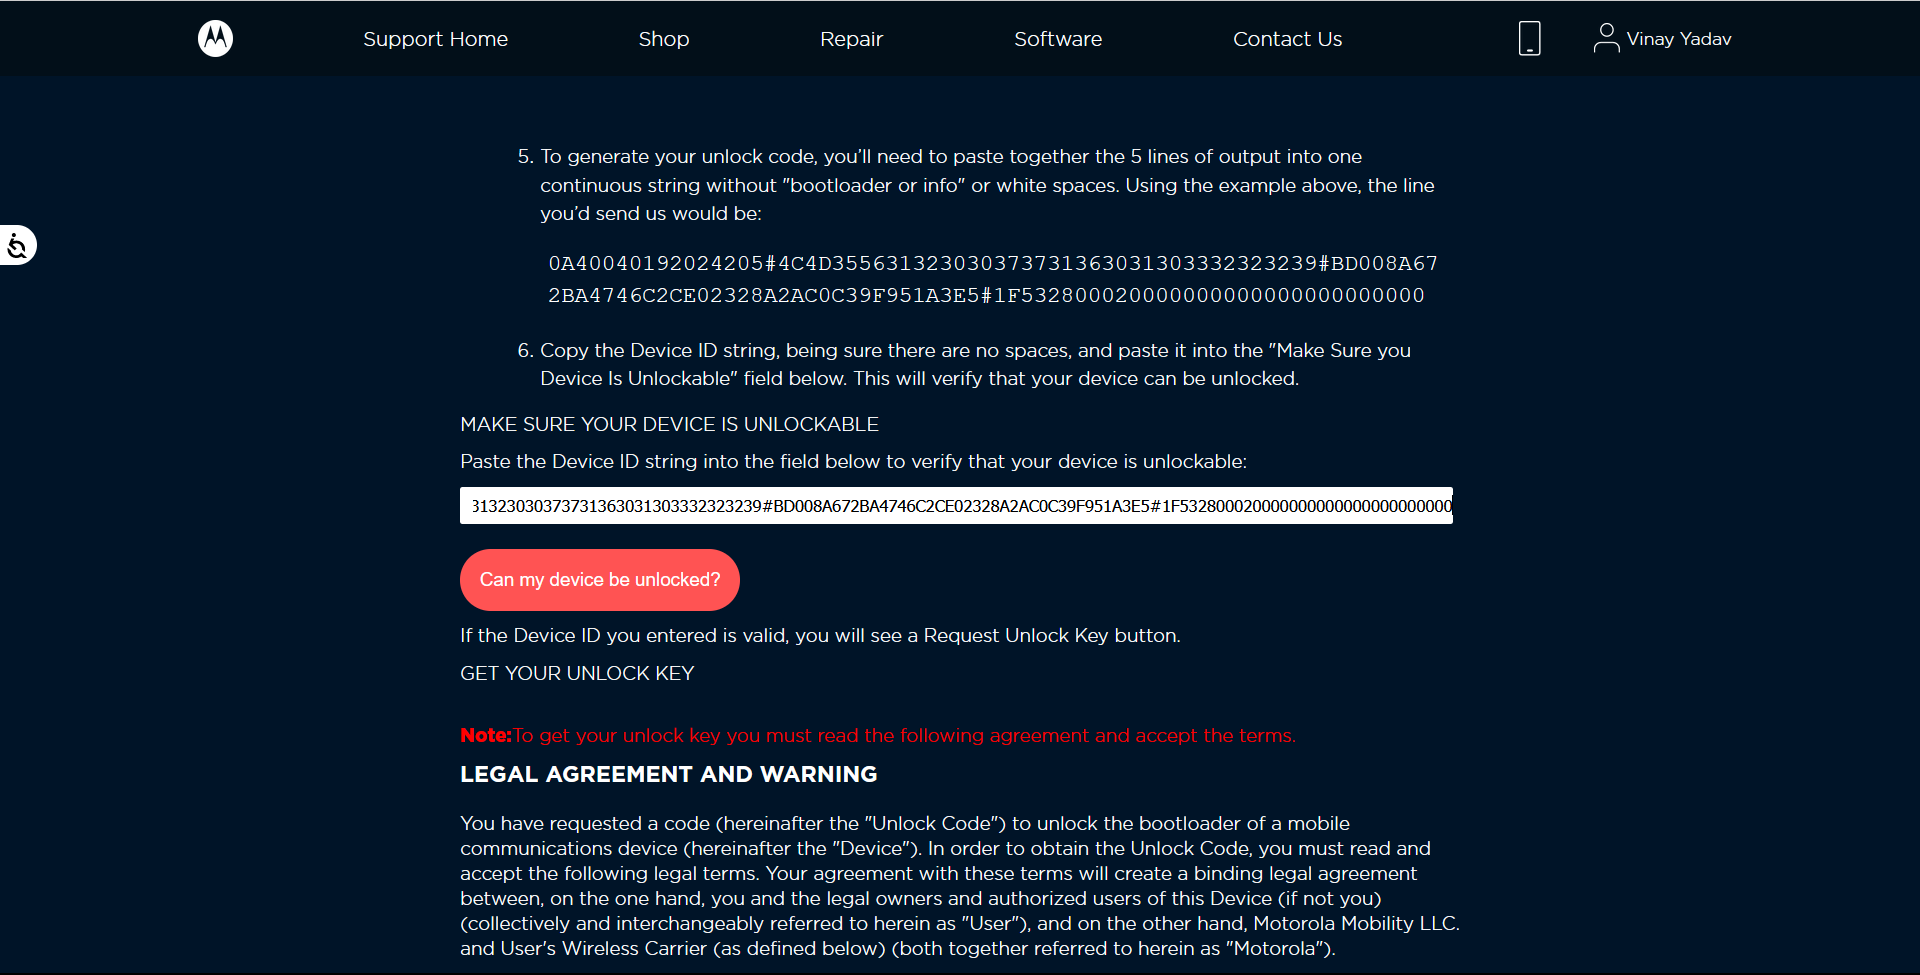 Support Home
Shop
Repair
Software
Contact Us
Vinay Yadav
5. To generate your unlock code, you’ll need to paste together the 5 lines of output into one
continuous string without "bootloader or info" or white spaces. Using the example above, the line
you’d send us would be:
0A40040192024205#4C4D3556313230303737313630313033323239#BD008A67
2BA4746C2CE02328A2AC0C39F951A3E5#1F532800020000000000000000000000
6. Copy the Device ID string, being sure there are no spaces, and paste it into the "Make Sure you
Device Is Unlockable" field below. This will verify that your device can be unlocked.
MAKE SURE YOUR DEVICE IS UNLOCKABLE
Paste the Device ID string into the field below to verify that your device is unlockable:
313230303737313630313033323239#BD008A672BA4746C2CE02328A2AC0C39F951A3E5#1F532800020000000000000000000000
Can my device be unlocked?
If the Device ID you entered is valid, you will see a Request Unlock Key button.
GET YOUR UNLOCK KEY
Note:To get your unlock key you must read the following agreement and accept the terms.
LEGAL AGREEMENT AND WARNING
You have requested a code (hereinafter the "Unlock Code") to unlock the bootloader of a mobile
communications device (hereinafter the "Device"). In order to obtain the Unlock Code, you must read and
accept the following legal terms. Your agreement with these terms will create a binding legal agreement
between, on the one hand, you and the legal owners and authorized users of this Device (if not you)
(collectively and interchangeably referred to herein as "User"), and on the other hand, Motorola Mobility LLC.
and User's Wireless Carrier (as defined below) (both together referred to herein as "Motorola").